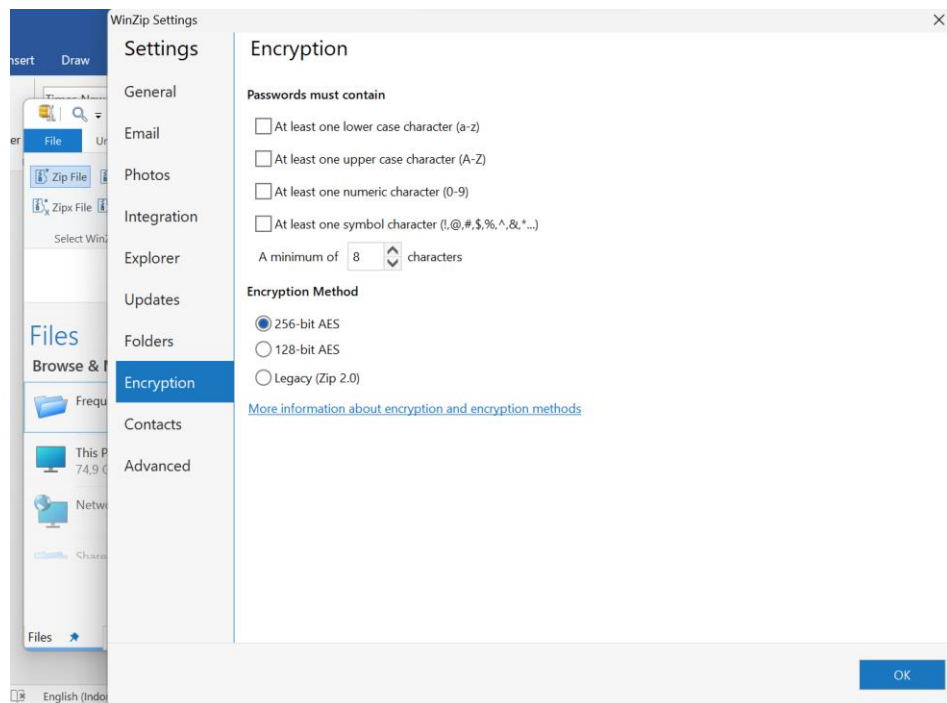 WinZip Settings
Settings
General
Email
Photos
Integration
Explorer
Updates
Folders
Encryption
Contacts
Advanced
Encryption
Passwords must contain
At least one lower case character (a-z)
At least one upper case character (A-Z)
At least one numeric character (0-9)
At least one symbol character (!,@,#,$,%,^,&,*...)
A minimum of 8 characters
Encryption Method
256-bit AES
128-bit AES
Legacy (Zip 2.0)
More information about encryption and encryption methods
OK
Draw
File
Zip File
Zipx File
Files
Browse &
This
74,9
Files